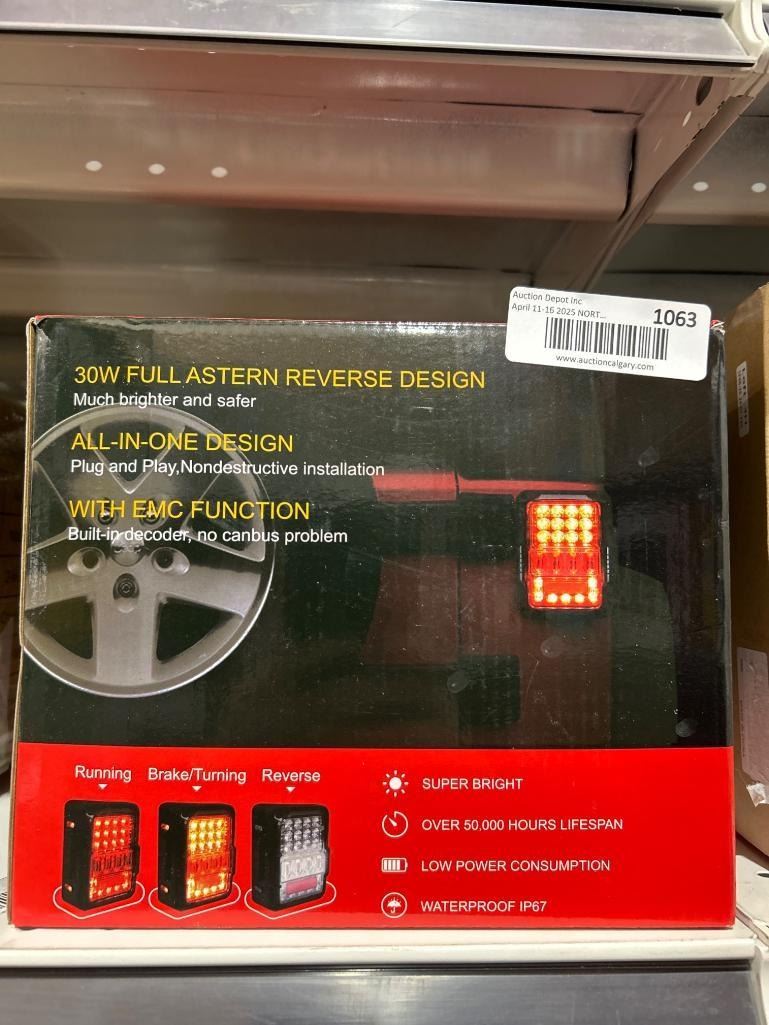 Auction Depot Inc
April 11-16 2025 NORT...
1063
www.auctioncalgary.com
30W FULL ASTERN REVERSE DESIGN
Much brighter and safer
ALL-IN-ONE DESIGN
Plug and Play,Nondestructive installation
WITH EMC FUNCTION
Built-in decoder, no canbus problem
Running
Brake/Turning
Reverse
SUPER BRIGHT
OVER 50,000 HOURS LIFESPAN
LOW POWER CONSUMPTION
WATERPROOF IP67